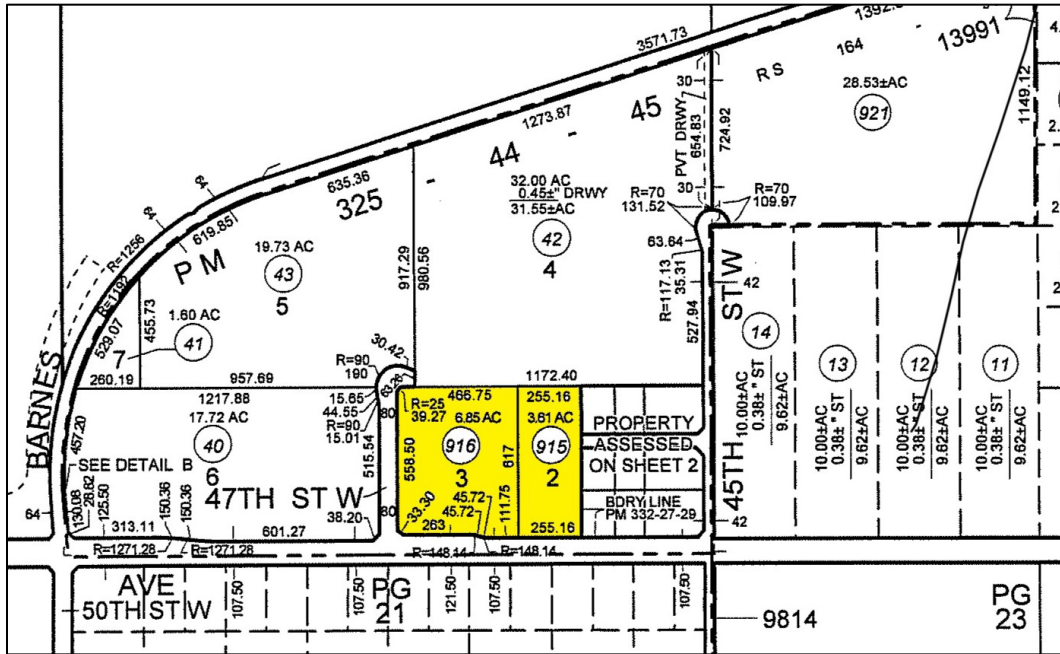 3571.73
1392.
13991
164
R S
28.53±AC
921
1149.12
30
PVT DRWY
654.83
724.92
30
1273.87
45
44
635.36
325
64
64
619.85
R=1256
R=1192
P M
529.07
32.00 AC
0.45±" DRWY
31.55±AC
42
4
R=70
131.52
R=70
109.97
63.64
R=117.13
35.31
527.94
42
45TH ST W
19.73 AC
43
5
917.29
980.56
455.73
1.60 AC
41
7
260.19
957.69
R=90
190
30.42
63.26
1172.40
14
10.00±AC
0.38±" ST
9.62±AC
13
10.00±AC
0.38±" ST
9.62±AC
12
10.00±AC
0.38±" ST
9.62±AC
11
10.00±AC
0.38±" ST
9.62±AC
BARNES
457.20
1217.88
17.72 AC
40
6
15.65
44.55
R=90
15.01
80
R=25
39.27
466.75
6.85 AC
916
3
255.16
3.61 AC
915
2
617
PROPERTY
ASSESSED
ON SHEET 2
BDRY LINE
PM 332-27-29
SEE DETAIL B
47TH ST W
515.54
558.50
80
33.30
45.72
45.72
263
111.75
255.16
42
64
130.08
28.82
125.50
313.11
150.36
150.36
601.27
38.20
R=1271.28
R=1271.28
R=148.14
R=148.14
AVE
50TH ST W
107.50
107.50
PG
21
121.50
107.50
107.50
9814
PG
23